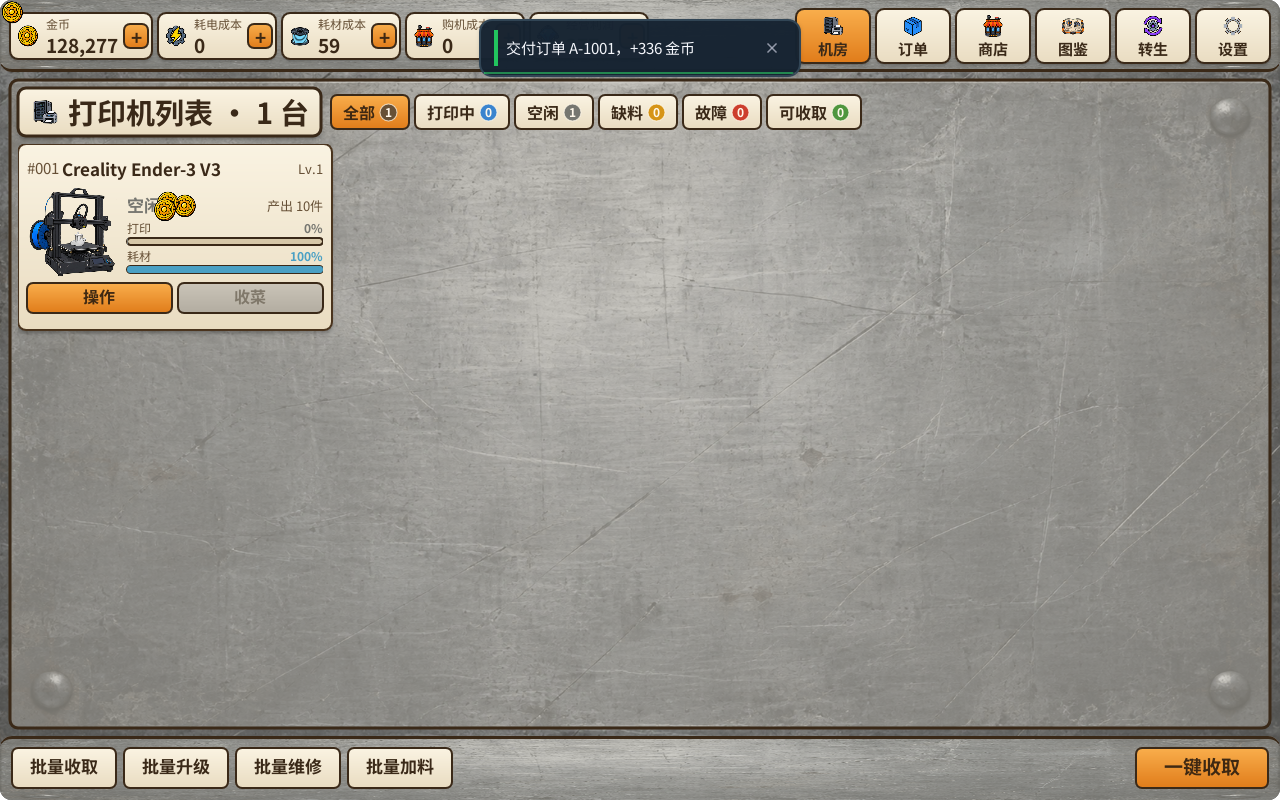 金币
128,277
+
耗电成本
0
+
耗材成本
59
+
购机成
0
交付订单 A-1001，+336 金币
×
机房
订单
商店
图鉴
转生
设置
打印机列表 · 1 台
全部 1
打印中 0
空闲 1
缺料 0
故障 0
可收取 0
#001 Creality Ender-3 V3
Lv.1
空闲
产出 10件
打印
0%
耗材
100%
操作
收菜
批量收取
批量升级
批量维修
批量加料
一键收取